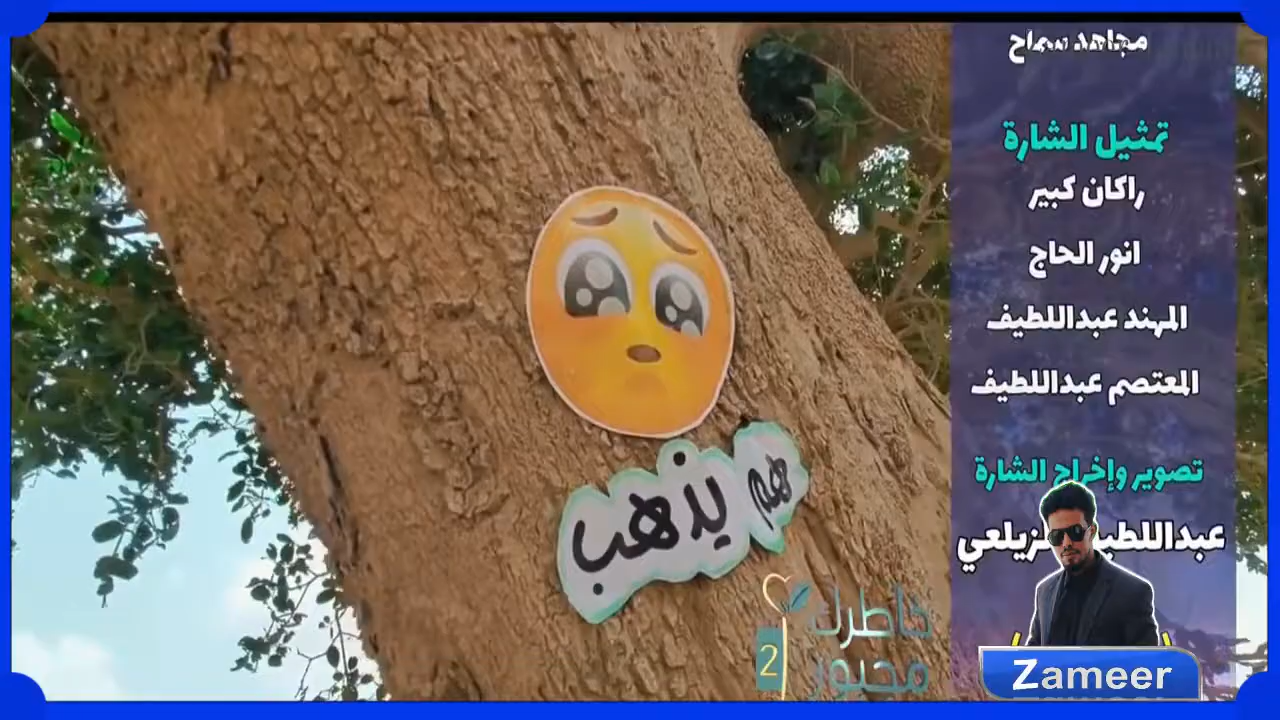 مجاهد سماح
تمثيل الشارة
راكان كبير
انور الحاج
المهند عبداللطيف
المعتصم عبداللطيف
تصوير وإخراج الشارة
هم يذهب
خاطرك
مجبور
2
Zameer